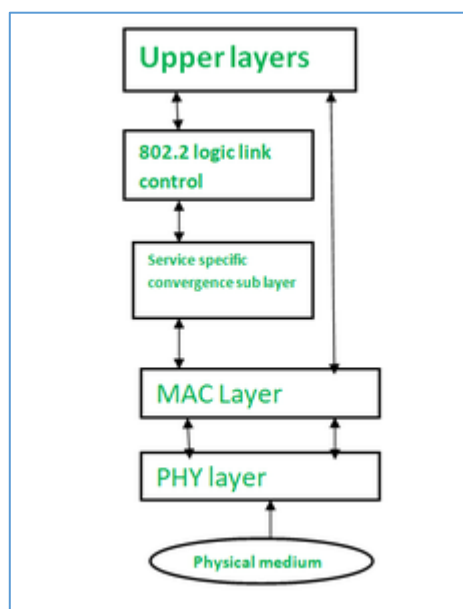 Upper layers
802.2 logic link
control
Service specific
convergence sub layer
MAC Layer
PHY layer
Physical medium